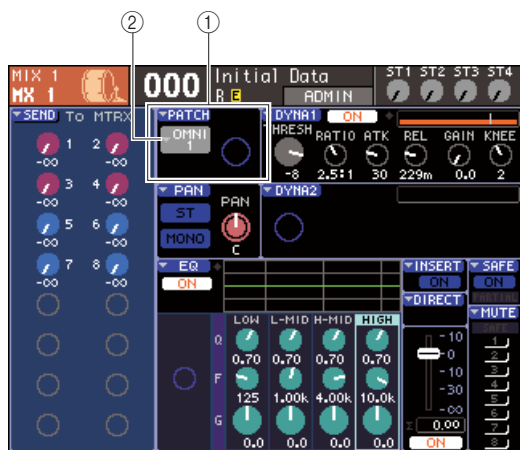 ② ①
MIX 1
MX 1
000
Initial Data
R E
ADMIN
ST1 ST2 ST3 ST4
SEND To MTRX
1 2
-∞ -∞
3 4
-∞ -∞
5 6
-∞ -∞
7 8
-∞ -∞
PATCH
OMNI
1
DYNA1 ON
THRESH RATIO ATK REL GAIN KNEE
-8 2.5:1 30 229m 0.0 2
PAN
ST
MONO
PAN
C
DYNA2
EQ
ON
LOW L-MID H-MID HIGH
Q
0.70 0.70 0.70 0.70
F
125 1.00k 4.00k 10.0k
G
0.0 0.0 0.0 0.0
INSERT
ON
DIRECT
10
0
-10
-30
-∞
Σ 0.00
ON
SAFE
ON
PARTIAL
MUTE
SAFE
1
2
3
4
5
6
7
8